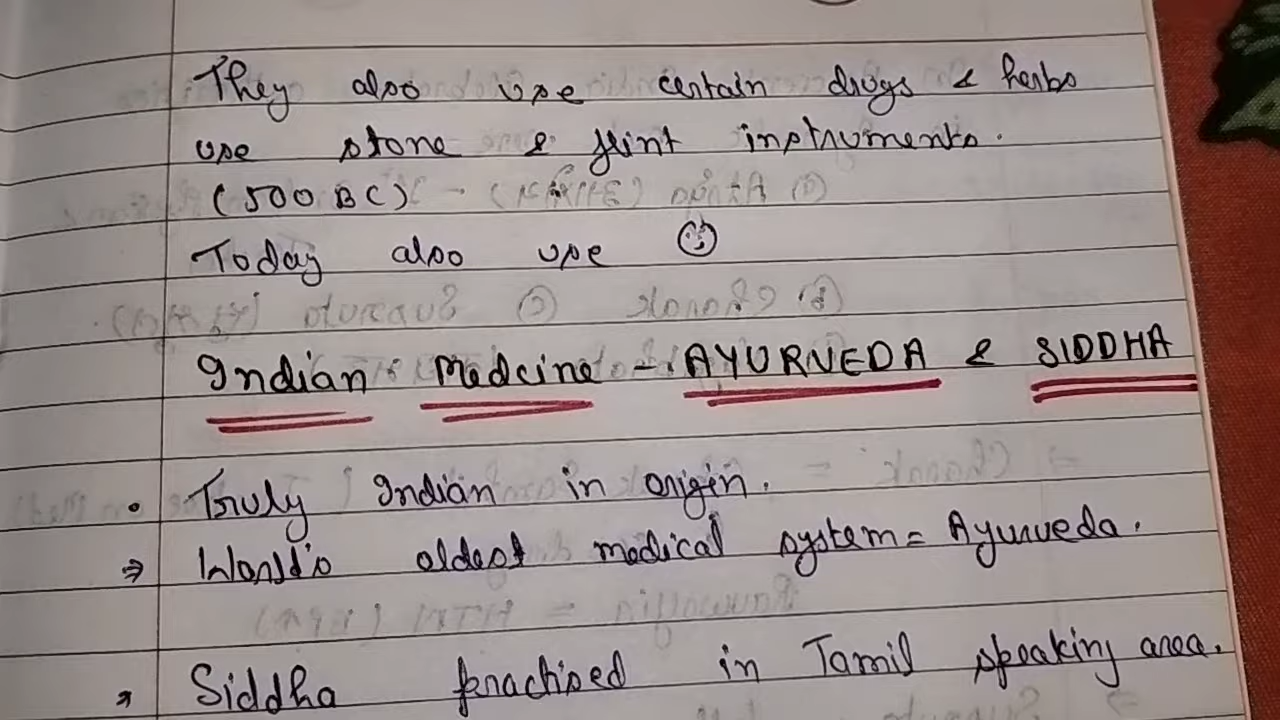 They also use certain drugs & herbs
use stone & flint instruments.
(500 BC)
Today also use
Indian Medcine - AYURVEDA & SIDDHA
• Truly Indian in origin.
⇒ World's oldest medical system = Ayurveda.
Siddha practised in Tamil speaking area.